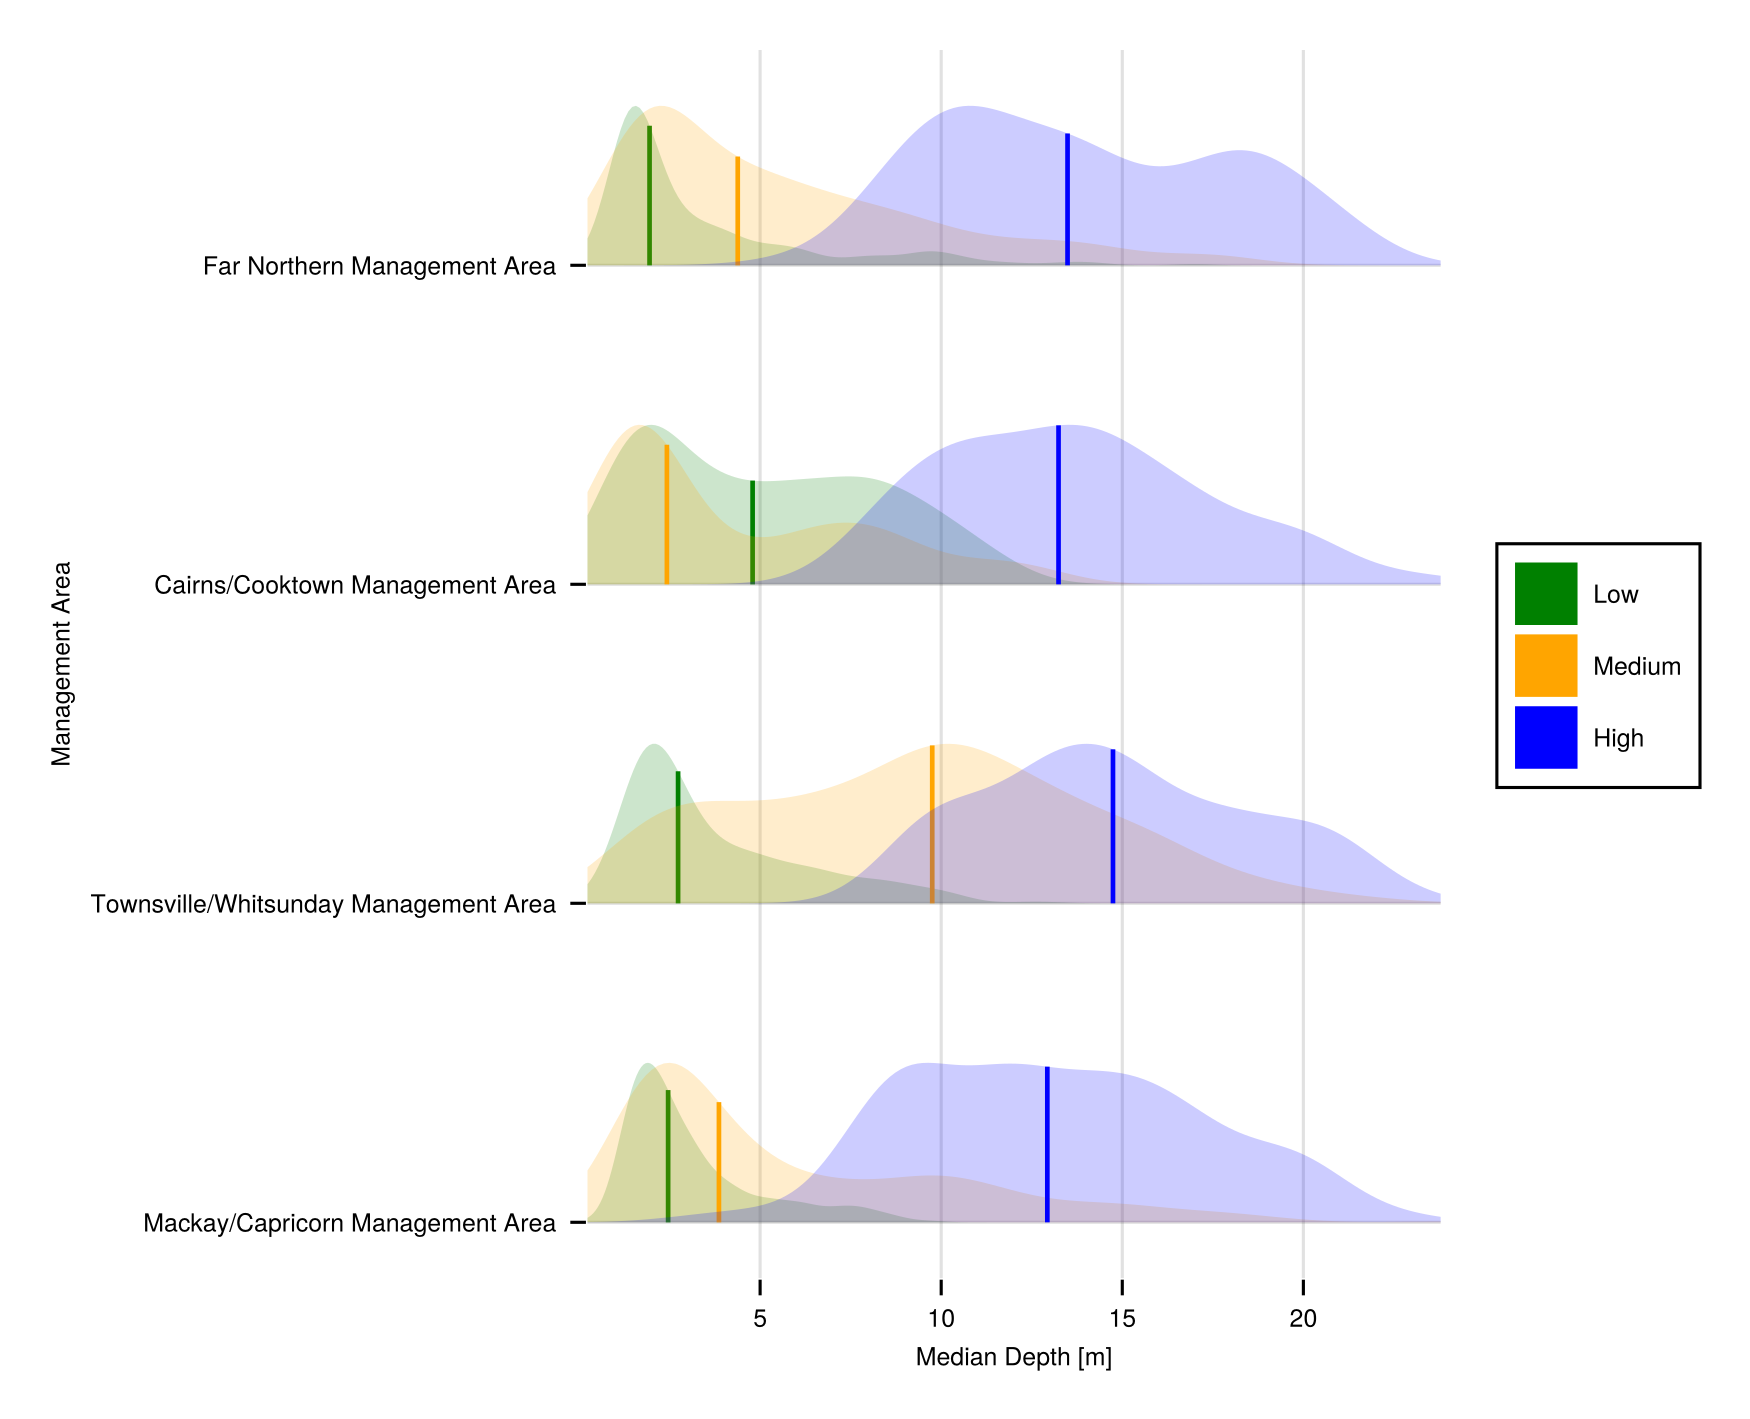 Far Northern Management Area
Cairns/Cooktown Management Area
Townsville/Whitsunday Management Area
Mackay/Capricorn Management Area
Management Area
5 10 15 20
Median Depth [m]
Low
Medium
High